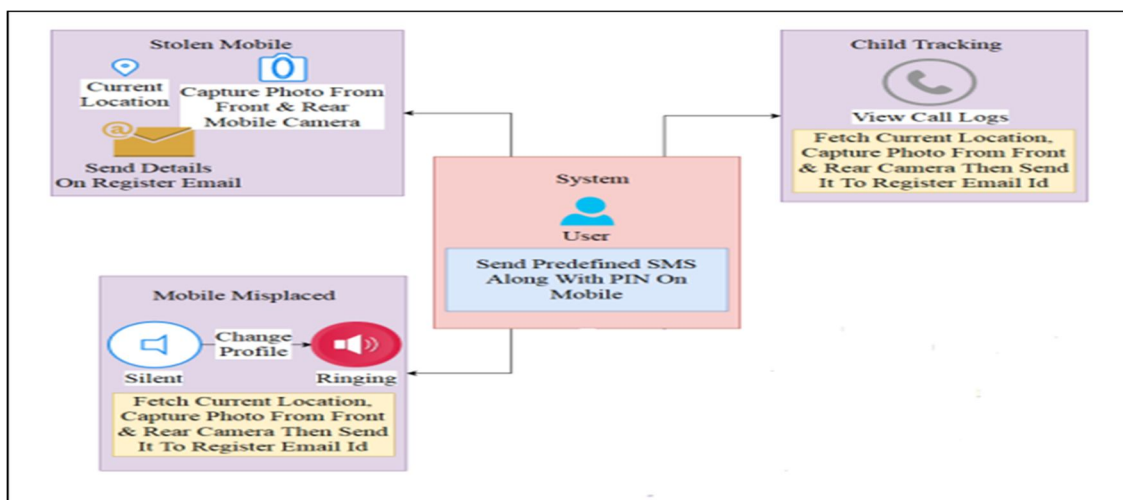 Stolen Mobile
Current
Location
Capture Photo From
Front & Rear
Mobile Camera
@
Send Details
On Register Email
Child Tracking
View Call Logs
Fetch Current Location,
Capture Photo From Front
& Rear Camera Then Send
It To Register Email Id
System
User
Send Predefined SMS
Along With PIN On
Mobile
Mobile Misplaced
Change
Profile
Silent
Ringing
Fetch Current Location,
Capture Photo From Front
& Rear Camera Then Send
It To Register Email Id